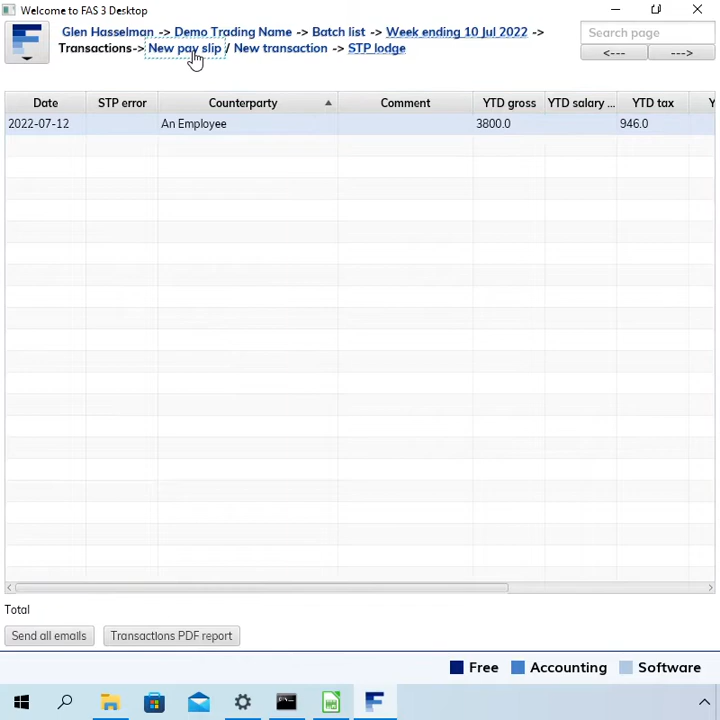 Welcome to FAS 3 Desktop
Glen Hasselman -> Demo Trading Name -> Batch list -> Week ending 10 Jul 2022 ->
Transactions-> New pay slip / New transaction -> STP lodge
Search page
<--- --->
Date STP error Counterparty Comment YTD gross YTD salary ... YTD tax Y
2022-07-12 An Employee 3800.0 946.0
Total
Send all emails Transactions PDF report
Free Accounting Software